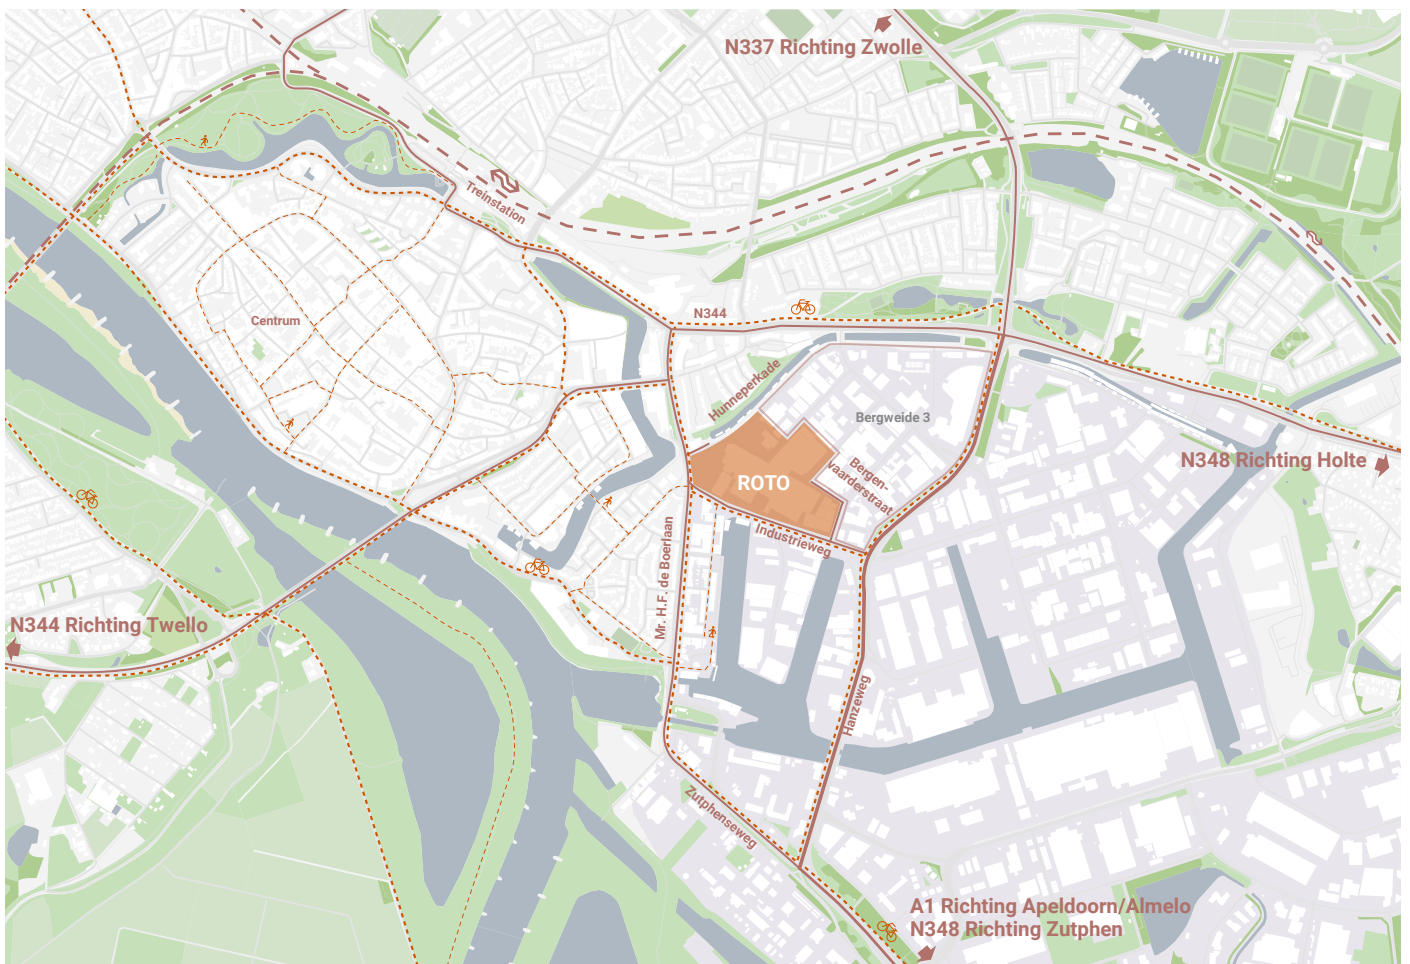 N337 Richting Zwolle
Treinstation
N344
Centrum
Hunneperkade
Bergweide 3
N348 Richting Holte
Bergen-
vaarderstraat
ROTO
Industrieweg
Mr. H.F. de Boerlaan
N344 Richting Twello
Hanzeweg
Zutphenseweg
A1 Richting Apeldoorn/Almelo
N348 Richting Zutphen